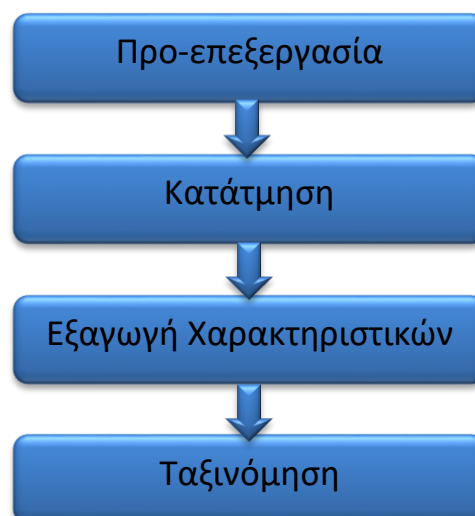 Προ-επεξεργασία
Κατάτμηση
Εξαγωγή Χαρακτηριστικών
Ταξινόμηση